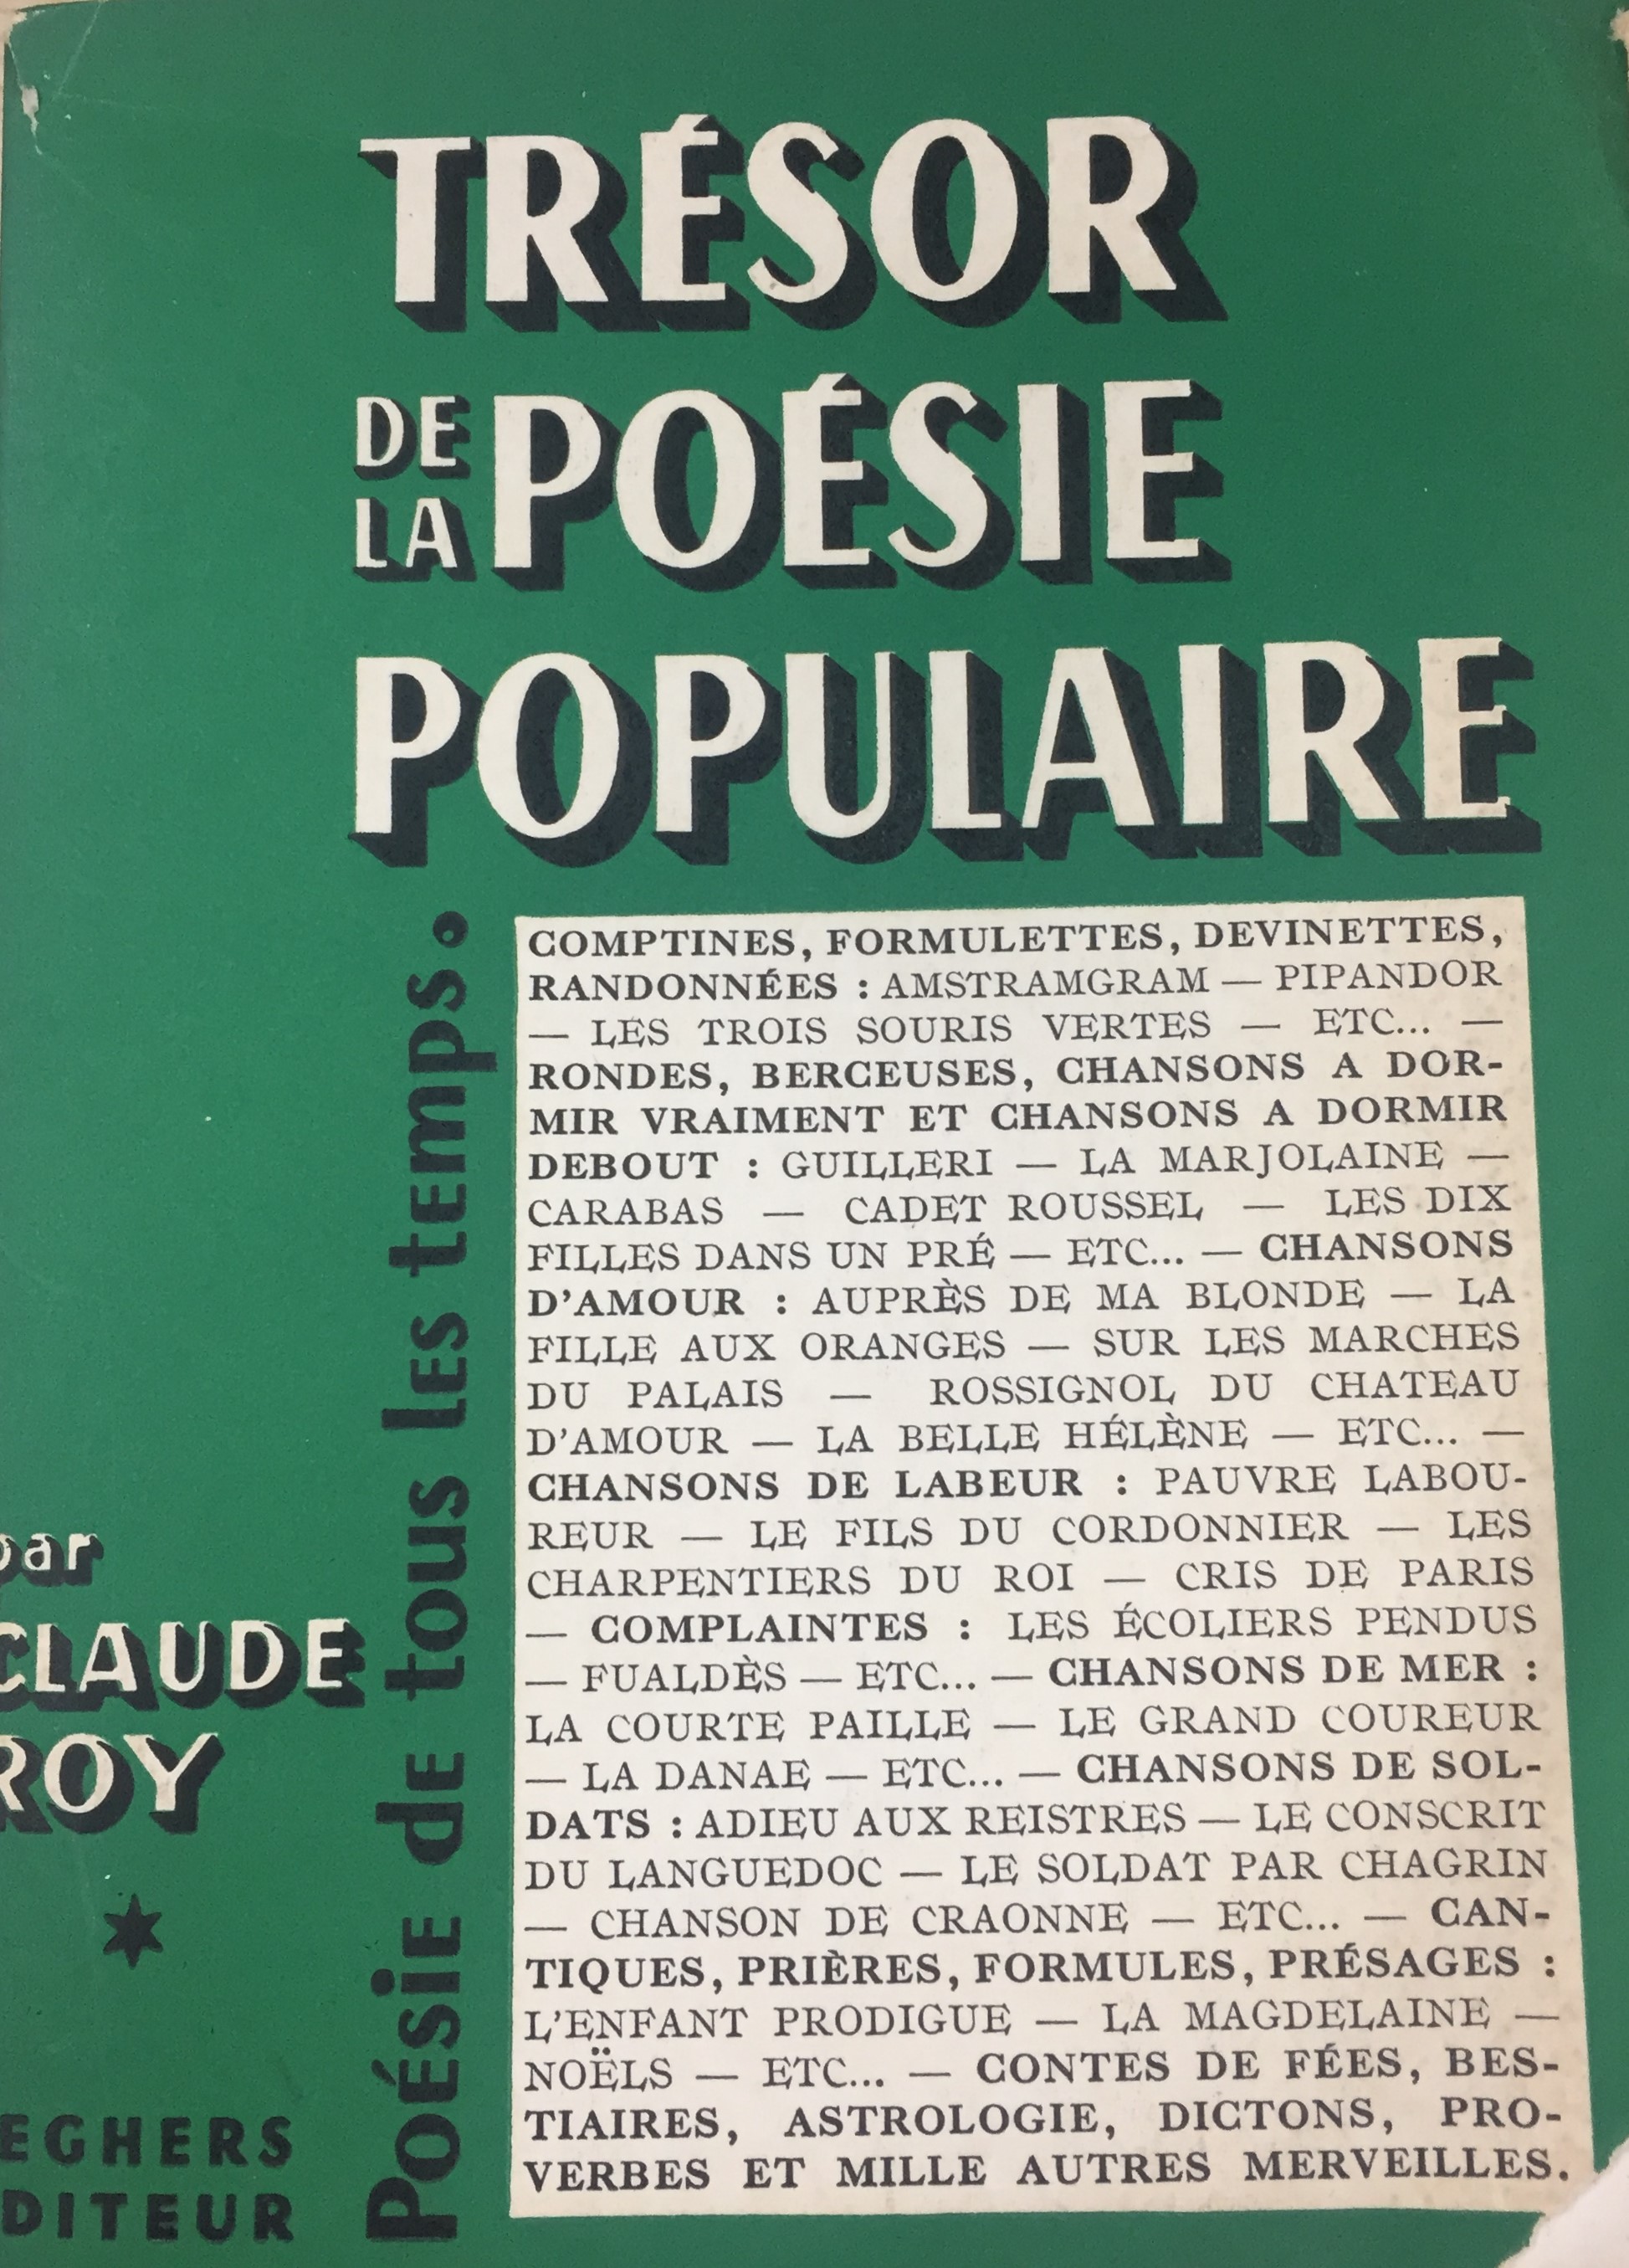 TRÉSOR
DE
LA POÉSIE
POPULAIRE
COMPTINES, FORMULETTES, DEVINETTES,
RANDONNÉES : AMSTRAMGRAM — PIPANDOR
— LES TROIS SOURIS VERTES — ETC... —
RONDES, BERCEUSES, CHANSONS A DOR-
MIR VRAIMENT ET CHANSONS A DORMIR
DEBOUT : GUILLERI — LA MARJOLAINE —
CARABAS — CADET ROUSSEL — LES DIX
FILLES DANS UN PRÉ — ETC... — CHANSONS
D'AMOUR : AUPRÈS DE MA BLONDE — LA
FILLE AUX ORANGES — SUR LES MARCHES
DU PALAIS — ROSSIGNOL DU CHATEAU
D'AMOUR — LA BELLE HÉLÈNE — ETC... —
CHANSONS DE LABEUR : PAUVRE LABOU-
REUR — LE FILS DU CORDONNIER — LES
CHARPENTIERS DU ROI — CRIS DE PARIS
— COMPLAINTES : LES ÉCOLIERS PENDUS
— FUALDÈS — ETC... — CHANSONS DE MER :
LA COURTE PAILLE — LE GRAND COUREUR
— LA DANAE — ETC... — CHANSONS DE SOL-
DATS : ADIEU AUX REISTRES — LE CONSCRIT
DU LANGUEDOC — LE SOLDAT PAR CHAGRIN
— CHANSON DE CRAONNE — ETC... — CAN-
TIQUES, PRIÈRES, FORMULES, PRÉSAGES :
L'ENFANT PRODIGUE — LA MAGDELAINE —
NOËLS — ETC... — CONTES DE FÉES, BES-
TIAIRES, ASTROLOGIE, DICTONS, PRO-
VERBES ET MILLE AUTRES MERVEILLES.
Poésie de tous les temps.
par
CLAUDE
ROY
EGHERS
DITEUR